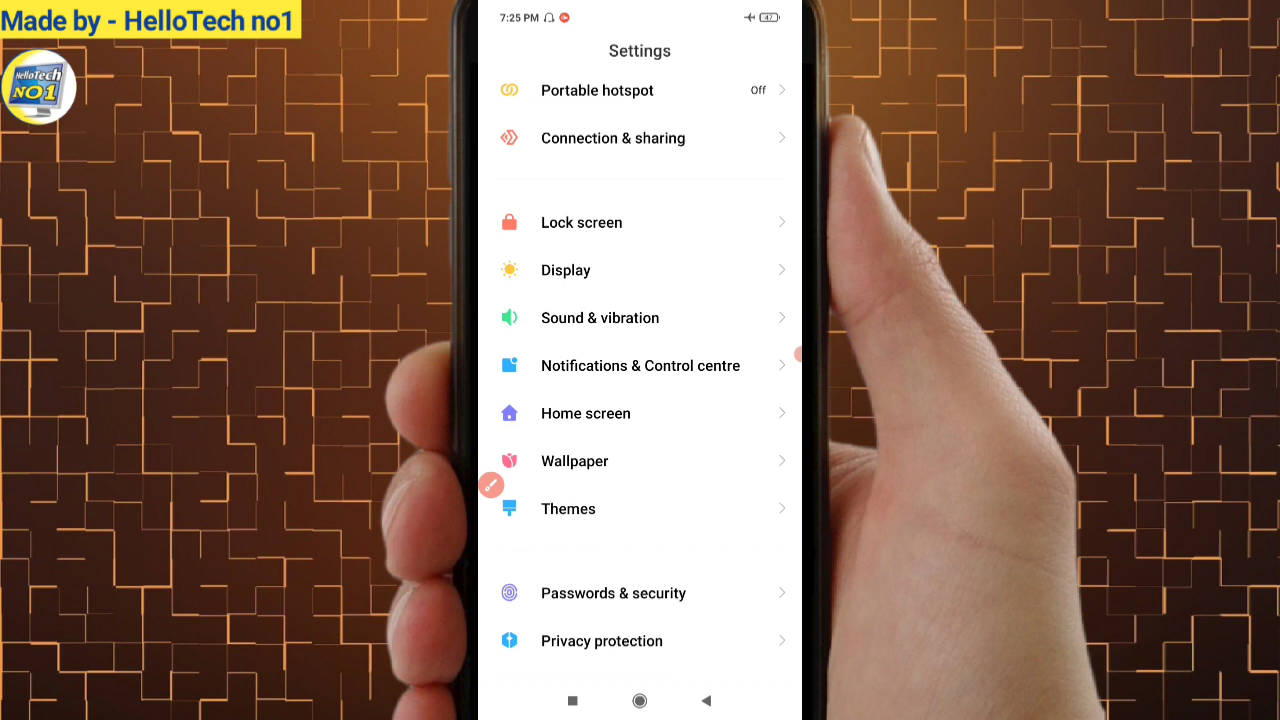 Made by - HelloTech no1
HelloTech
NO1
7:25 PM
47
Settings
Portable hotspot Off
Connection & sharing
Lock screen
Display
Sound & vibration
Notifications & Control centre
Home screen
Wallpaper
Themes
Passwords & security
Privacy protection